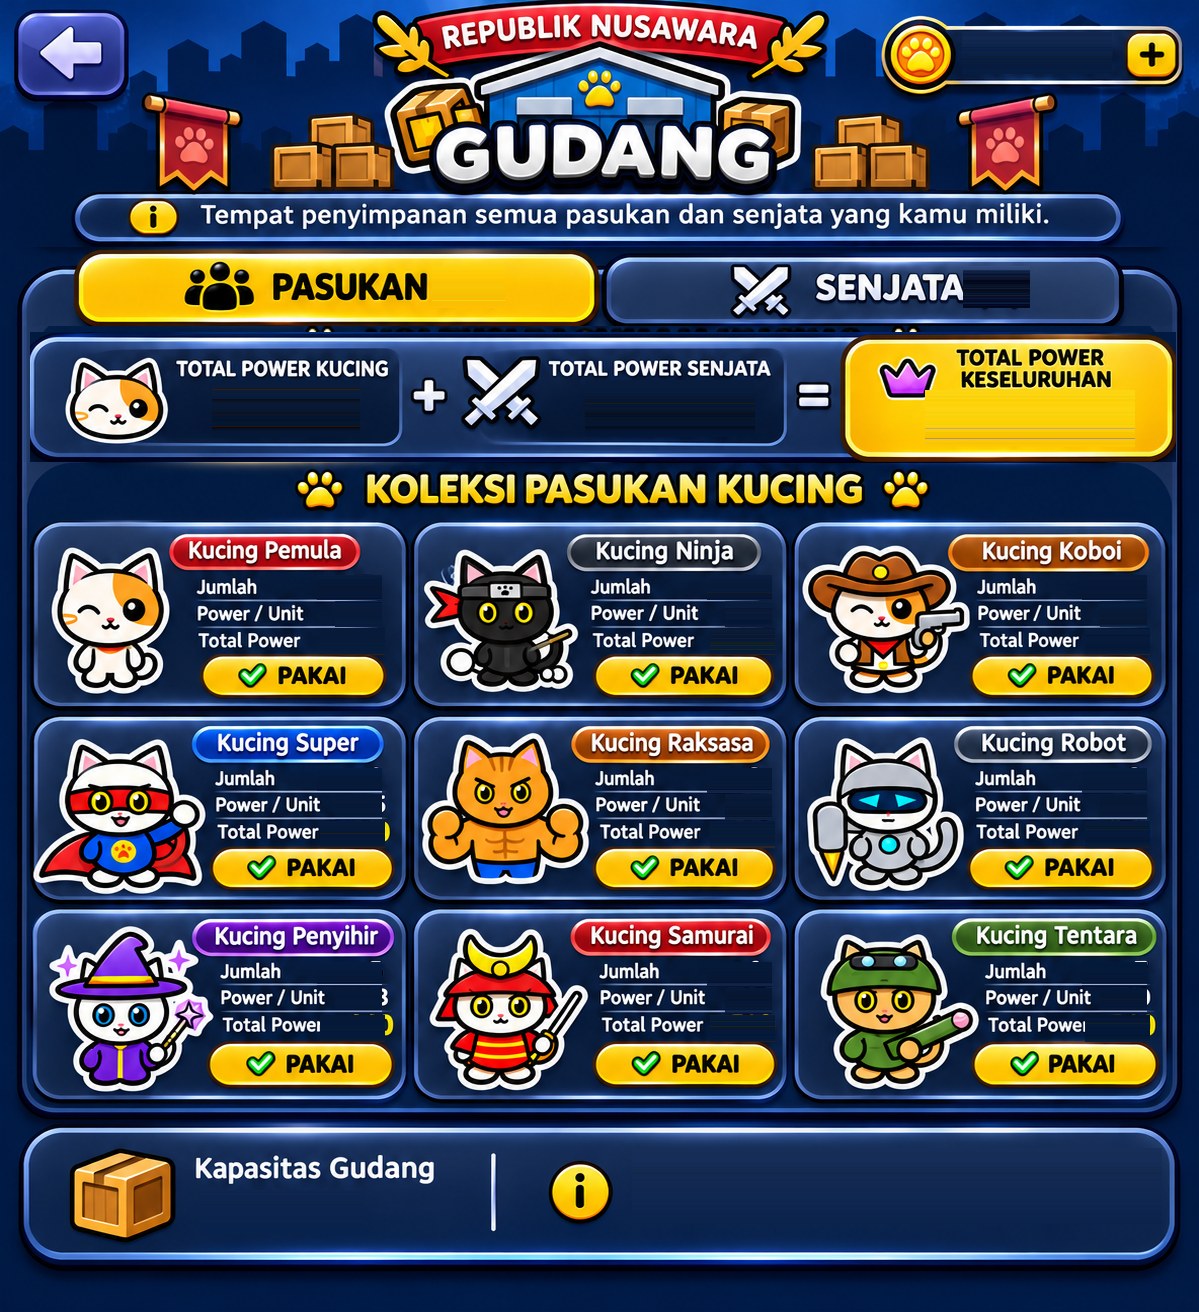 REPUBLIK NUSAWARA
GUDANG
Tempat penyimpanan semua pasukan dan senjata yang kamu miliki.
PASUKAN
SENJATA
TOTAL POWER KUCING
+
TOTAL POWER SENJATA
=
TOTAL POWER
KESELURUHAN
KOLEKSI PASUKAN KUCING
Kucing Pemula
Jumlah
Power / Unit
Total Power
PAKAI
Kucing Ninja
Jumlah
Power / Unit
Total Power
PAKAI
Kucing Koboi
Jumlah
Power / Unit
Total Power
PAKAI
Kucing Super
Jumlah
Power / Unit
Total Power
PAKAI
Kucing Raksasa
Jumlah
Power / Unit
Total Power
PAKAI
Kucing Robot
Jumlah
Power / Unit
Total Power
PAKAI
Kucing Penyihir
Jumlah
Power / Unit
Total Power
PAKAI
Kucing Samurai
Jumlah
Power / Unit
Total Power
PAKAI
Kucing Tentara
Jumlah
Power / Unit
Total Power
PAKAI
Kapasitas Gudang